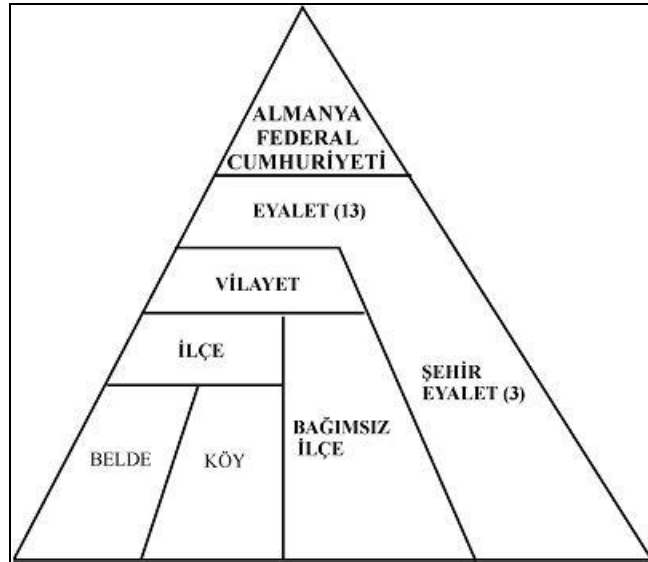 ALMANYA
FEDERAL
CUMHURİYETİ
EYALET (13)
VİLAYET
İLÇE
ŞEHİR
EYALET (3)
BAĞIMSIZ
İLÇE
BELDE
KÖY